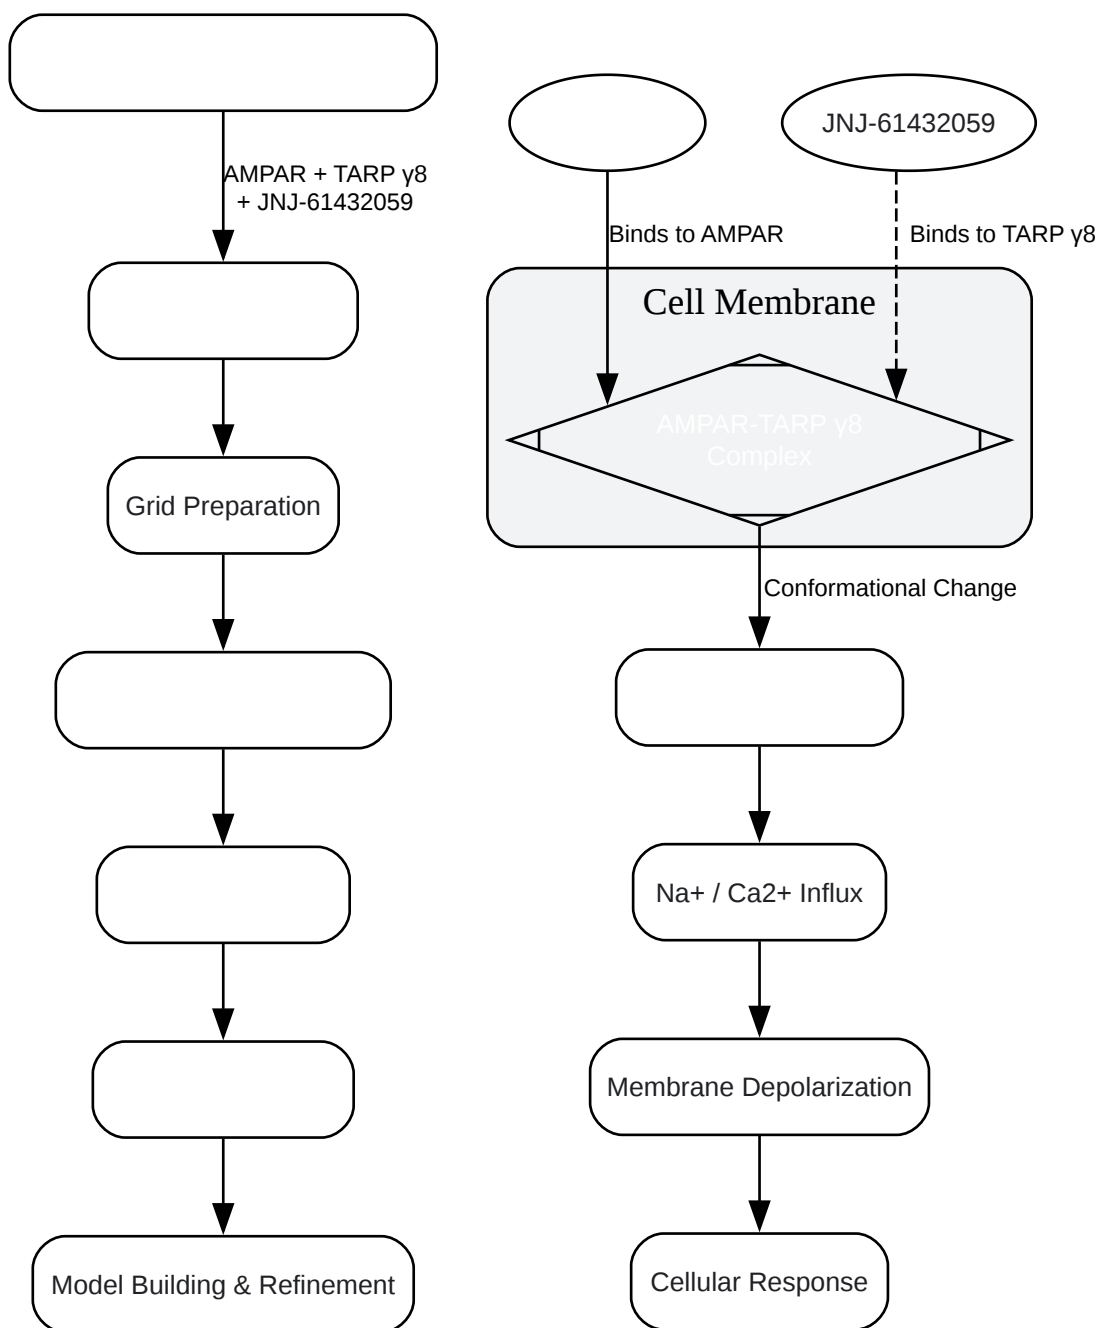 AMPAR + TARP γ8
+ JNJ-61432059
Grid Preparation
Model Building & Refinement
JNJ-61432059
Binds to AMPAR
Binds to TARP γ8
Cell Membrane
AMPAR-TARP γ8
Complex
Conformational Change
Na+ / Ca2+ Influx
Membrane Depolarization
Cellular Response